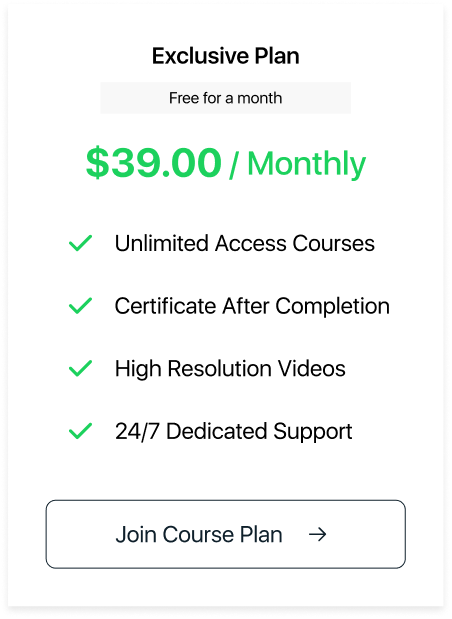 Exclusive Plan
Free for a month
$39.00 / Monthly
Unlimited Access Courses
Certificate After Completion
High Resolution Videos
24/7 Dedicated Support
Join Course Plan →